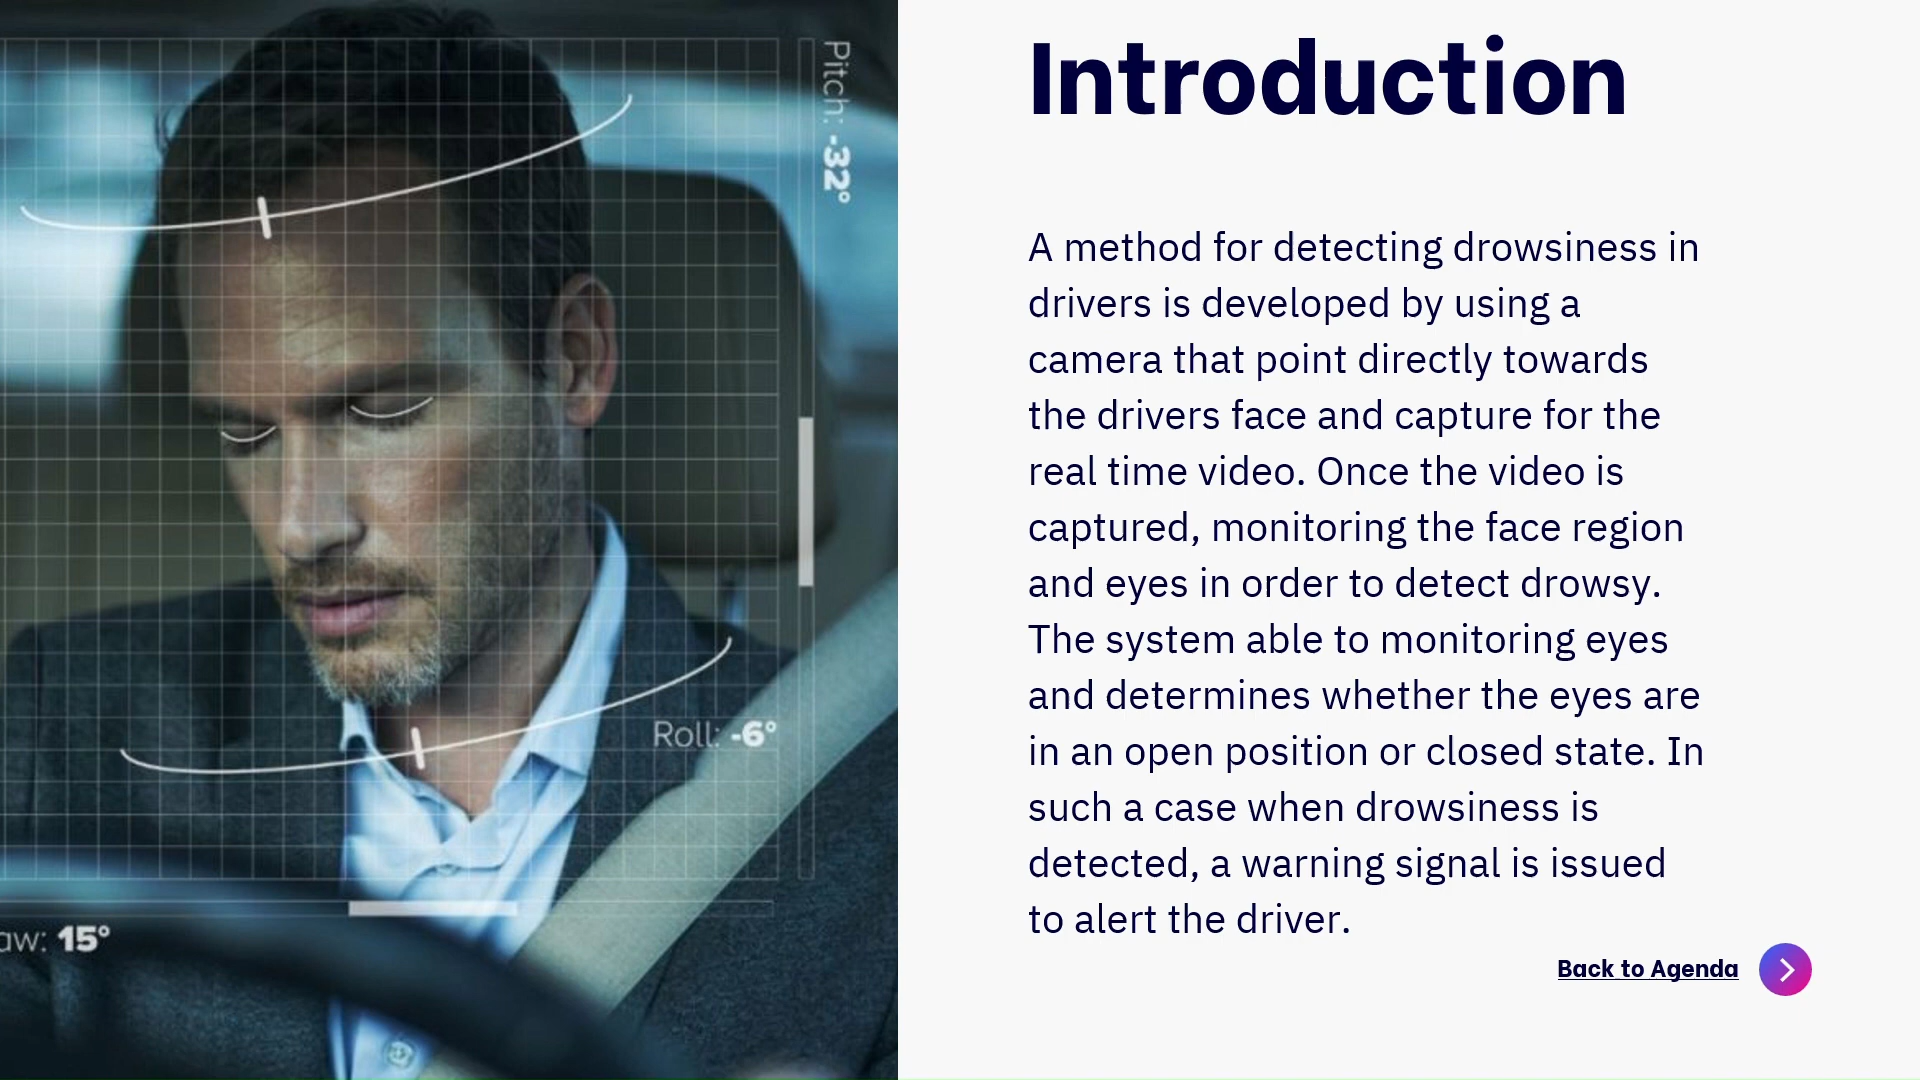 Pitch: -32°
Roll: -6°
aw: 15°
Introduction
A method for detecting drowsiness in
drivers is developed by using a
camera that point directly towards
the drivers face and capture for the
real time video. Once the video is
captured, monitoring the face region
and eyes in order to detect drowsy.
The system able to monitoring eyes
and determines whether the eyes are
in an open position or closed state. In
such a case when drowsiness is
detected, a warning signal is issued
to alert the driver.
Back to Agenda